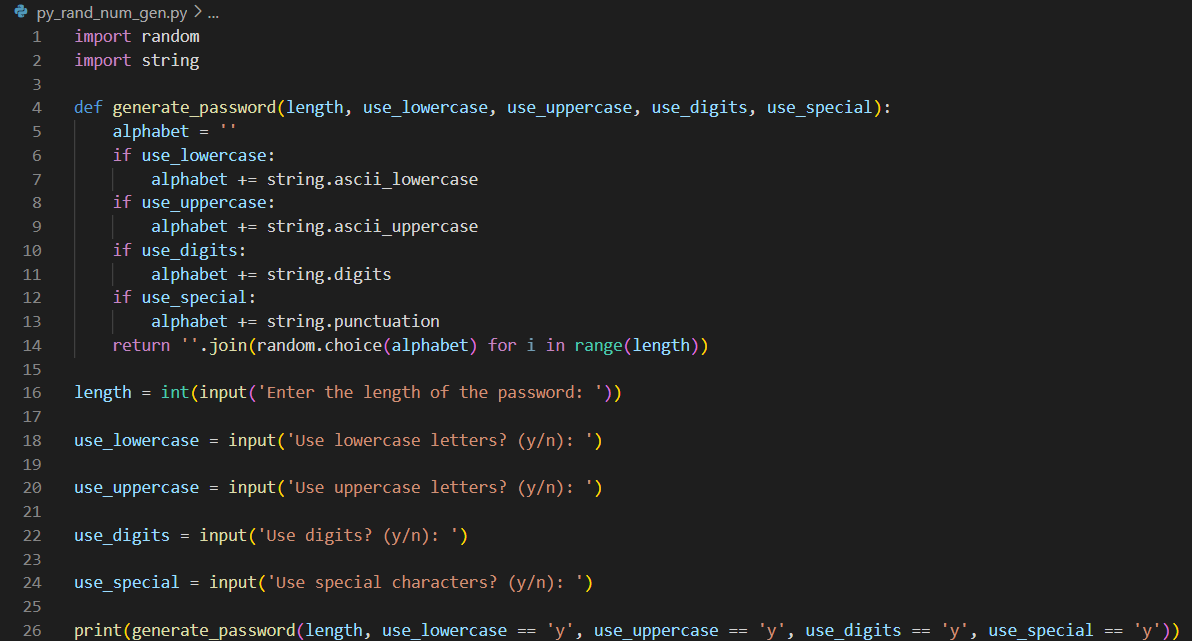 py_rand_num_gen.py > ...
1 import random
2 import string
3
4 def generate_password(length, use_lowercase, use_uppercase, use_digits, use_special):
5     alphabet = ''
6     if use_lowercase:
7         alphabet += string.ascii_lowercase
8     if use_uppercase:
9         alphabet += string.ascii_uppercase
10     if use_digits:
11         alphabet += string.digits
12     if use_special:
13         alphabet += string.punctuation
14     return ''.join(random.choice(alphabet) for i in range(length))
15
16 length = int(input('Enter the length of the password: '))
17
18 use_lowercase = input('Use lowercase letters? (y/n): ')
19
20 use_uppercase = input('Use uppercase letters? (y/n): ')
21
22 use_digits = input('Use digits? (y/n): ')
23
24 use_special = input('Use special characters? (y/n): ')
25
26 print(generate_password(length, use_lowercase == 'y', use_uppercase == 'y', use_digits == 'y', use_special == 'y'))